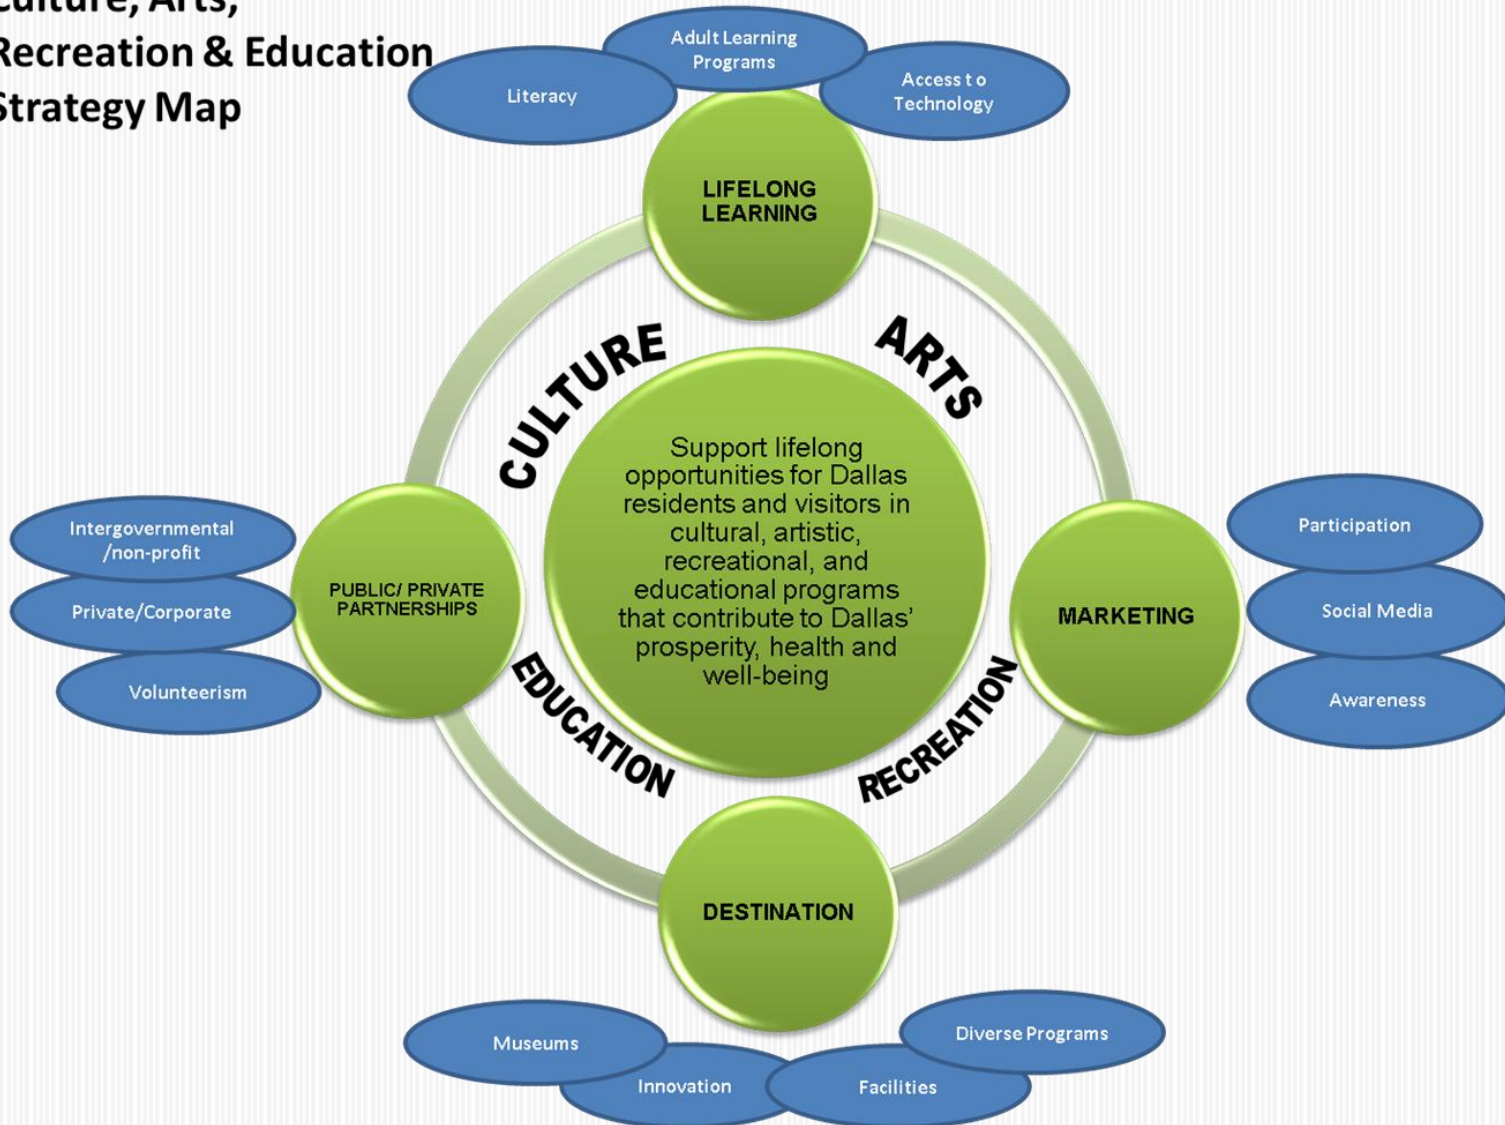 Culture, Arts,
Recreation & Education
Strategy Map
Adult Learning
Programs
Literacy
Access to
Technology
LIFELONG
LEARNING
CULTURE
ARTS
Support lifelong
opportunities for Dallas
residents and visitors in
cultural, artistic,
recreational, and
educational programs
that contribute to Dallas'
prosperity, health and
well-being
Intergovernmental
/non-profit
Private/Corporate
Volunteerism
PUBLIC/ PRIVATE
PARTNERSHIPS
MARKETING
Participation
Social Media
Awareness
EDUCATION
RECREATION
DESTINATION
Museums
Innovation
Facilities
Diverse Programs